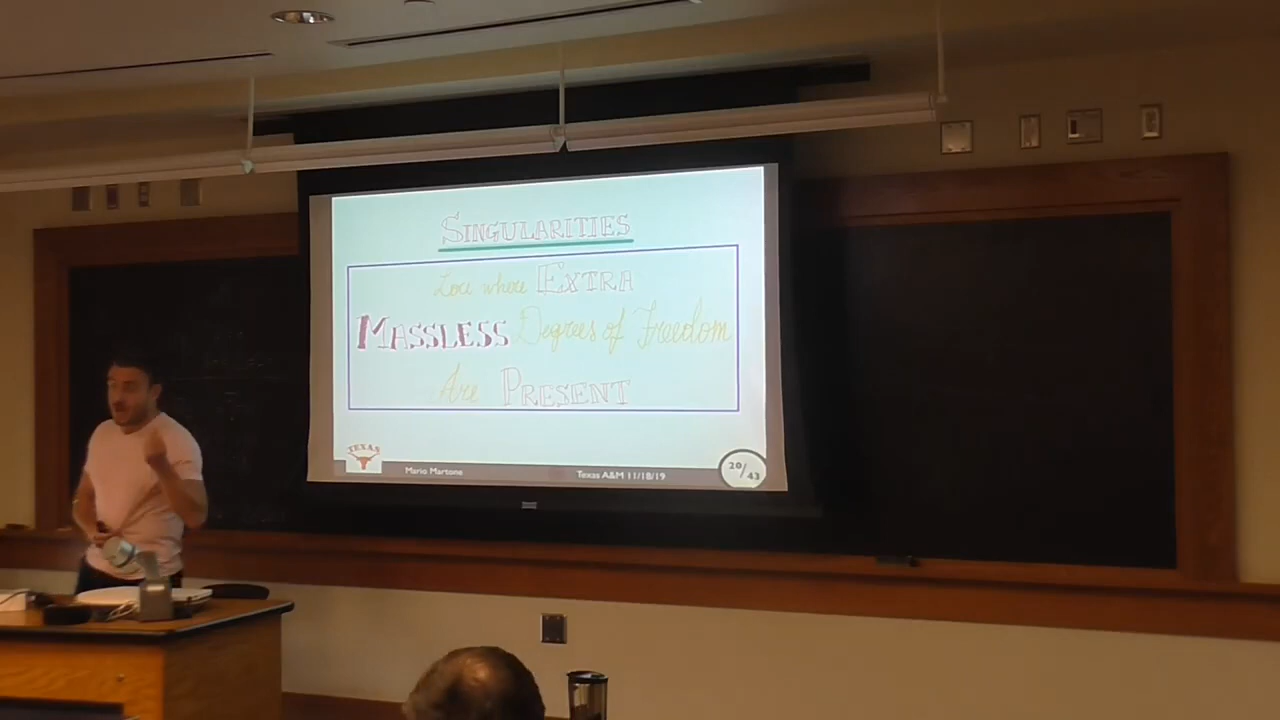 SINGULARITIES
Loci where EXTRA
MASSLESS Degrees of Freedom
Are PRESENT
TEXAS
Mario Martone
Texas A&M 11/18/19
20/43